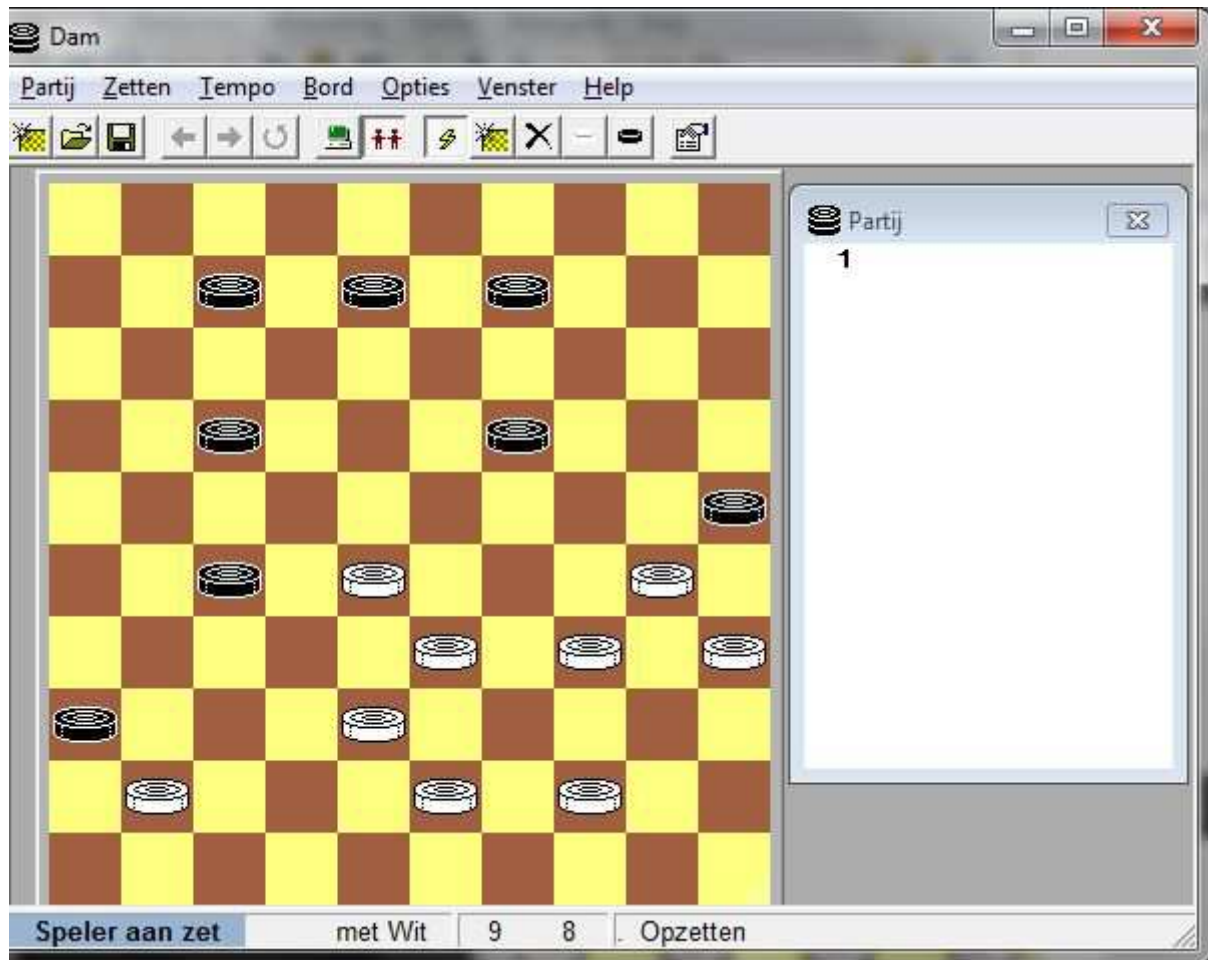 Dam
Partij Zetten Tempo Bord Opties Venster Help
Partij
1
Speler aan zet met Wit 9 8 . Opzetten